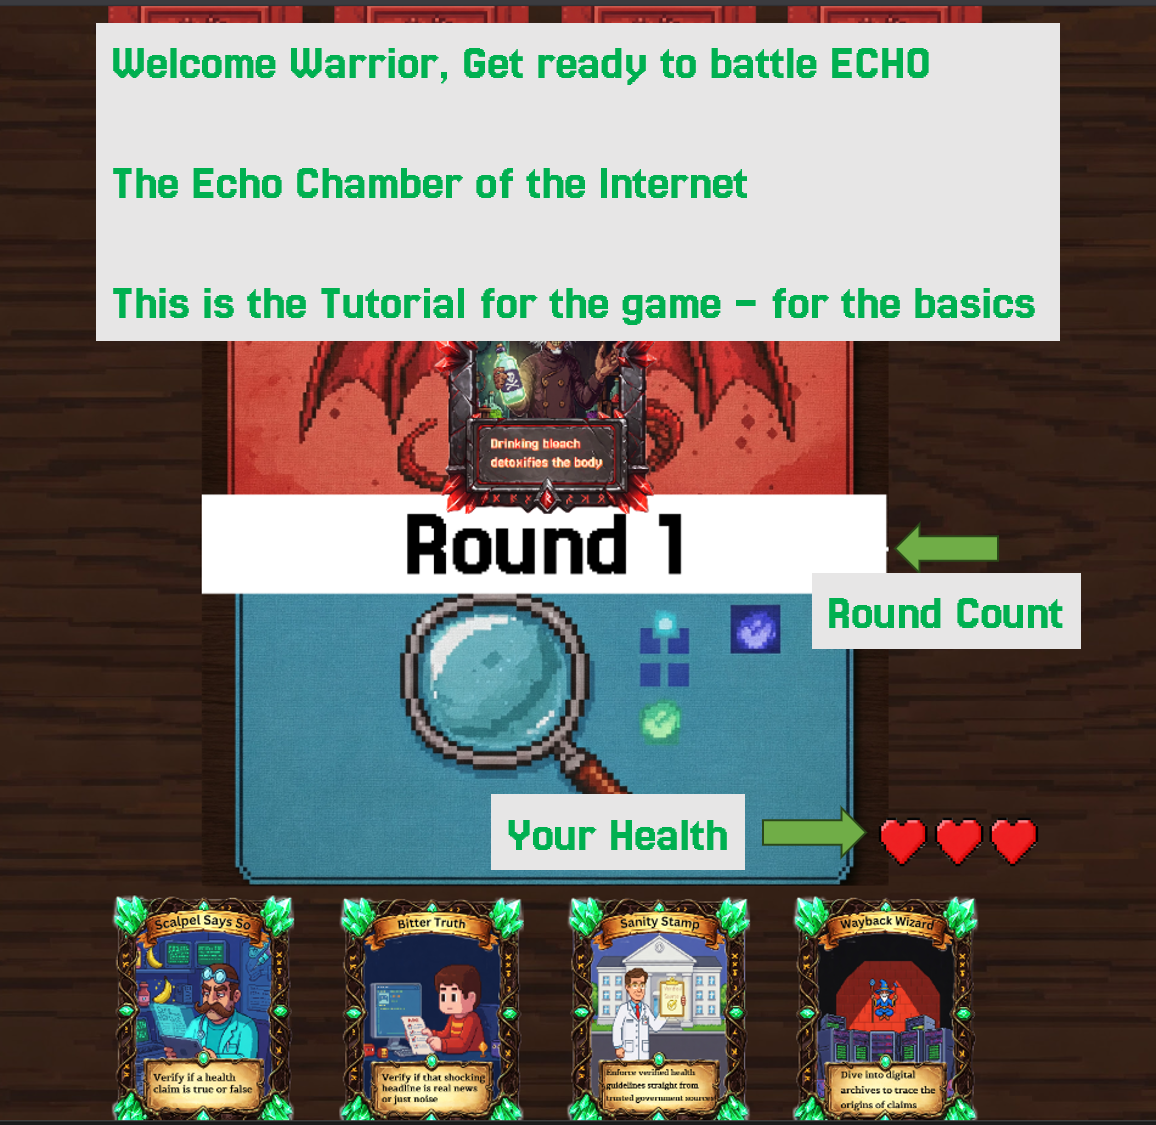 Welcome Warrior, Get ready to battle ECHO
The Echo Chamber of the Internet
This is the Tutorial for the game – for the basics
Drinking bleach
detoxifies the body
Round 1
Round Count
Your Health
Scalpel Says So
Verify if a health
claim is true or false
Bitter Truth
Verify if that shocking
headline is real news
or just noise
Sanity Stamp
Enforce verified health
guidelines straight from
trusted government sources
Wayback Wizard
Dive into digital
archives to trace the
origins of claims